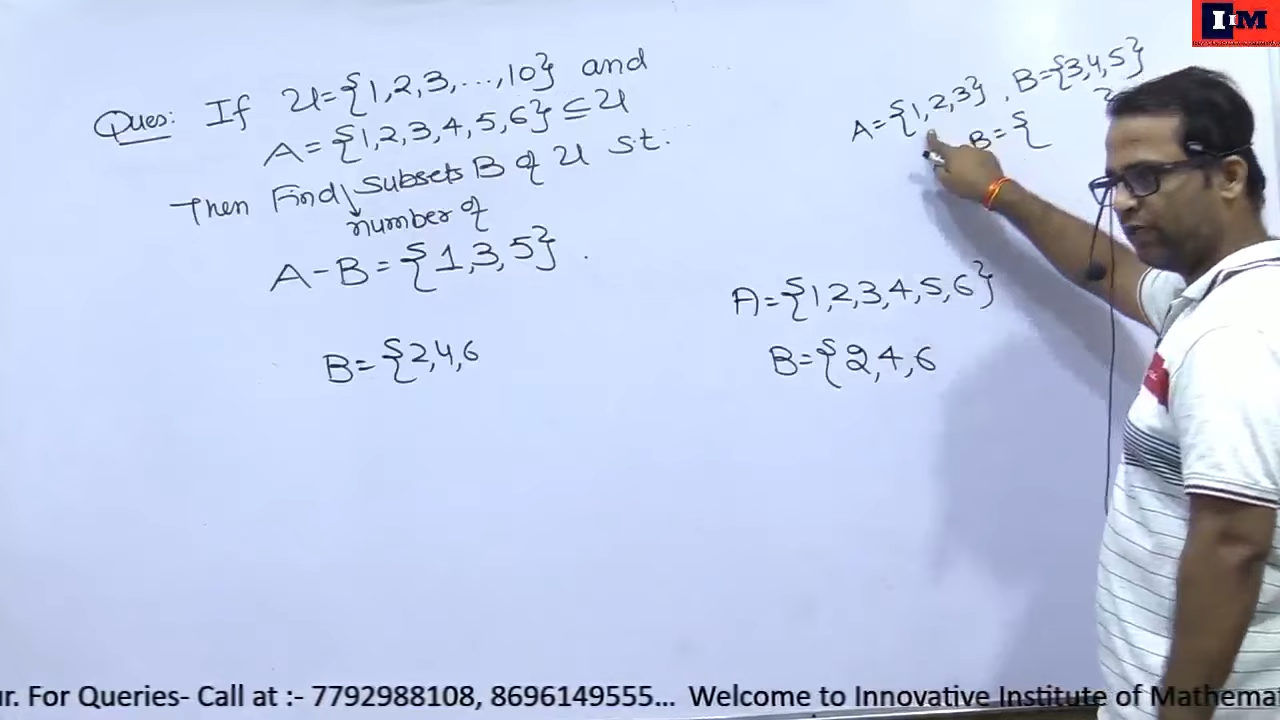 IIM
Ques: If U={1,2,3,...,10} and
A={1,2,3,4,5,6}⊆U
Then Find subsets B of U s.t.
number of
A-B={1,3,5}.
B={2,4,6
A={1,2,3}, B={3,4,5}
B={
A={1,2,3,4,5,6}
B={2,4,6
ur. For Queries- Call at :- 7792988108, 8696149555... Welcome to Innovative Institute of Mathema